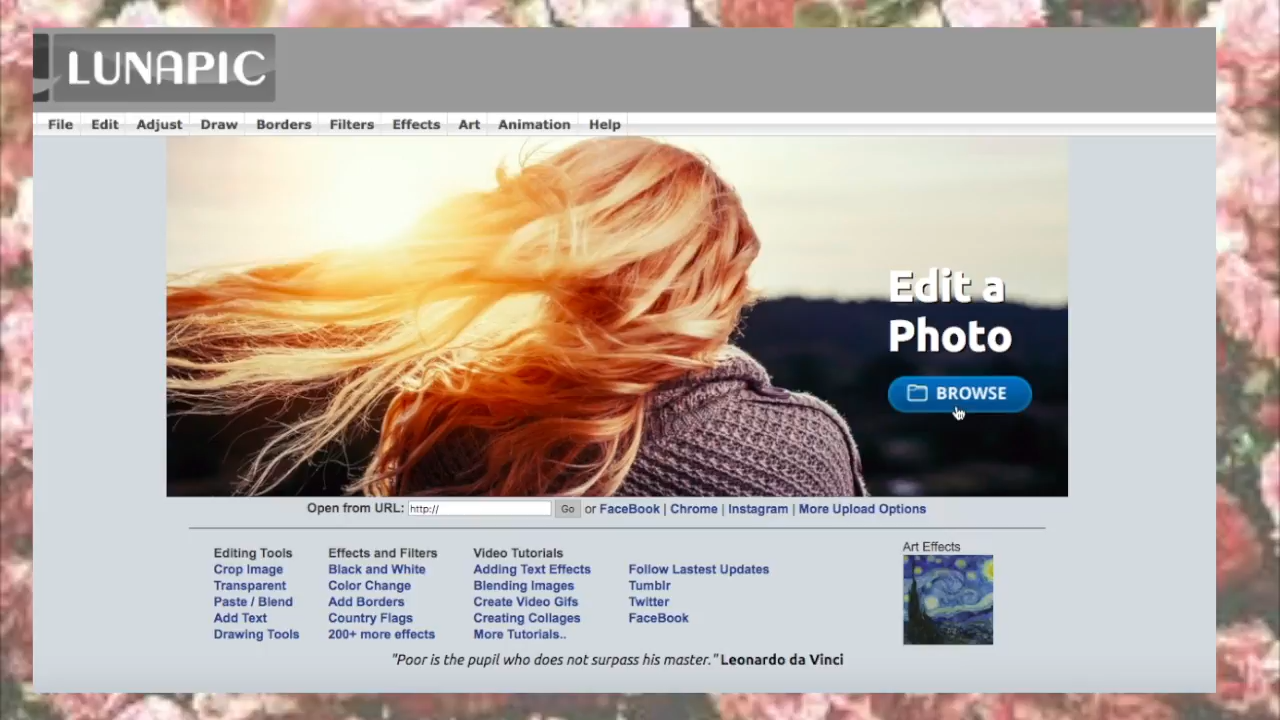 LUNAPIC
File Edit Adjust Draw Borders Filters Effects Art Animation Help
Edit a
Photo
BROWSE
Open from URL: http:// Go or FaceBook | Chrome | Instagram | More Upload Options
Editing Tools
Crop Image
Transparent
Paste / Blend
Add Text
Drawing Tools
Effects and Filters
Black and White
Color Change
Add Borders
Country Flags
200+ more effects
Video Tutorials
Adding Text Effects
Blending Images
Create Video Gifs
Creating Collages
More Tutorials..
Follow Lastest Updates
Tumblr
Twitter
FaceBook
Art Effects
"Poor is the pupil who does not surpass his master." Leonardo da Vinci